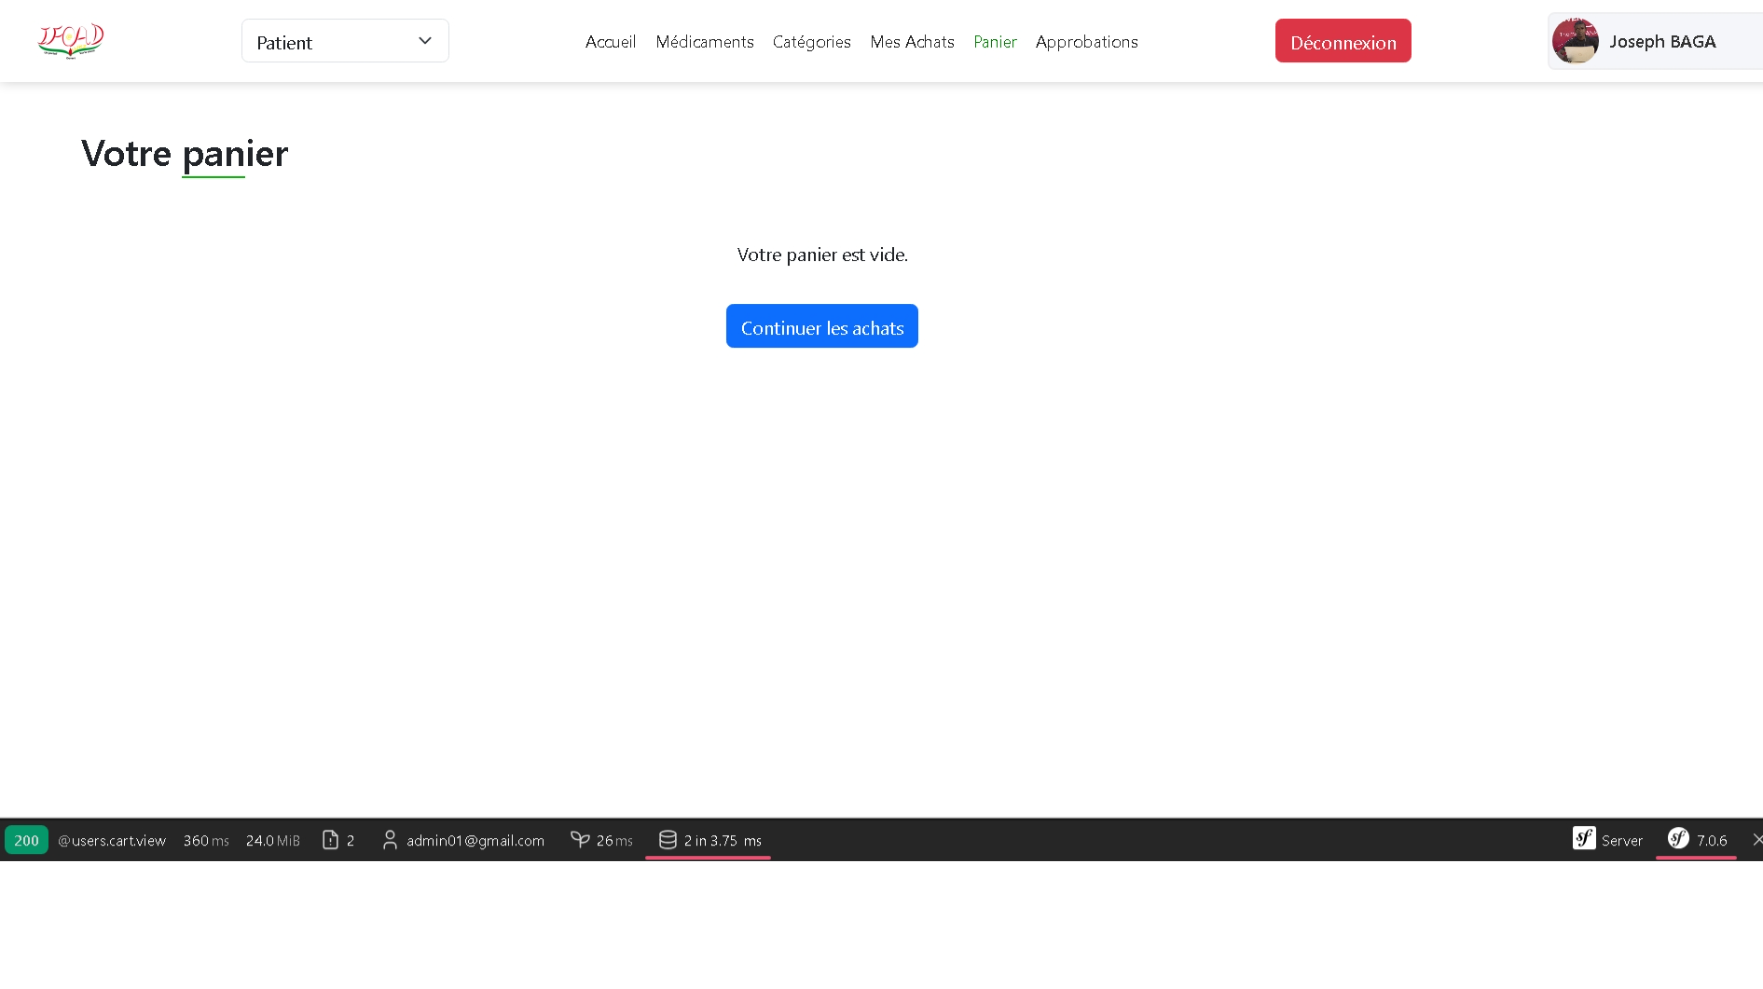 IFCAD
Patient
Accueil Médicaments Catégories Mes Achats Panier Approbations
Déconnexion
Joseph BAGA
Votre panier
Votre panier est vide.
Continuer les achats
200 @users.cart.view 360 ms 24.0 MiB 2 admin01@gmail.com 26 ms 2 in 3.75 ms Server 7.0.6